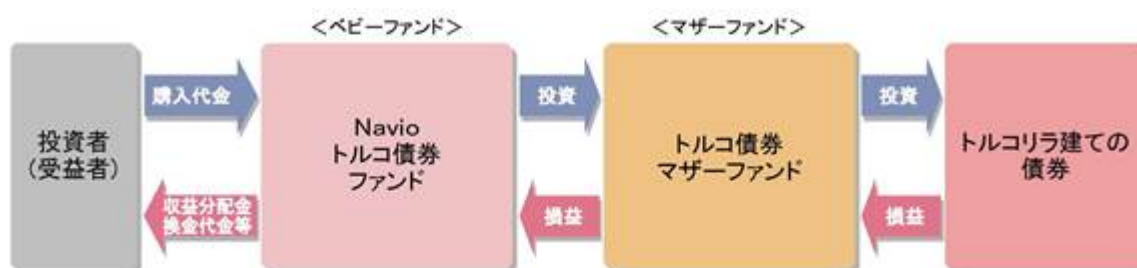 <ベビーファンド>
<マザーファンド>
投資者
(受益者)
購入代金
収益分配金
換金代金等
Navio
トルコ債券
ファンド
投資
損益
トルコ債券
マザーファンド
投資
損益
トルコリラ建ての
債券